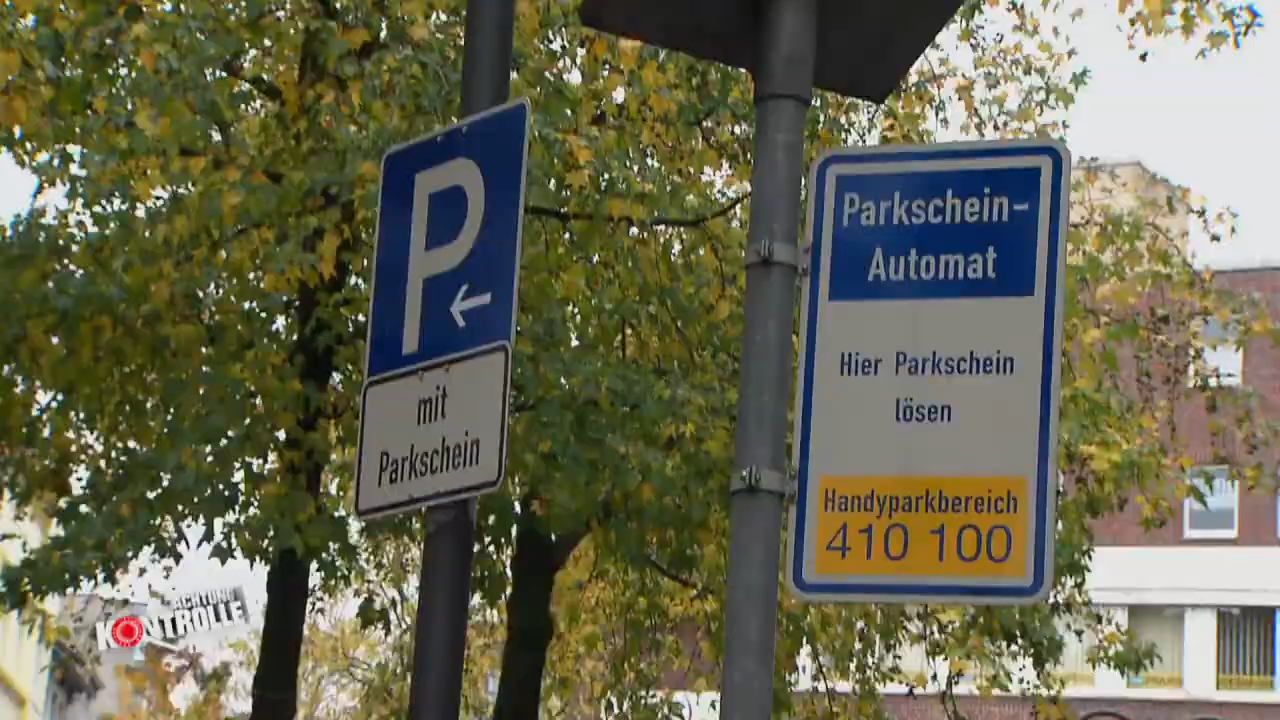 P
mit
Parkschein
Parkschein-
Automat
Hier Parkschein
lösen
Handyparkbereich
410 100
ACHTUNG
KONTROLLE